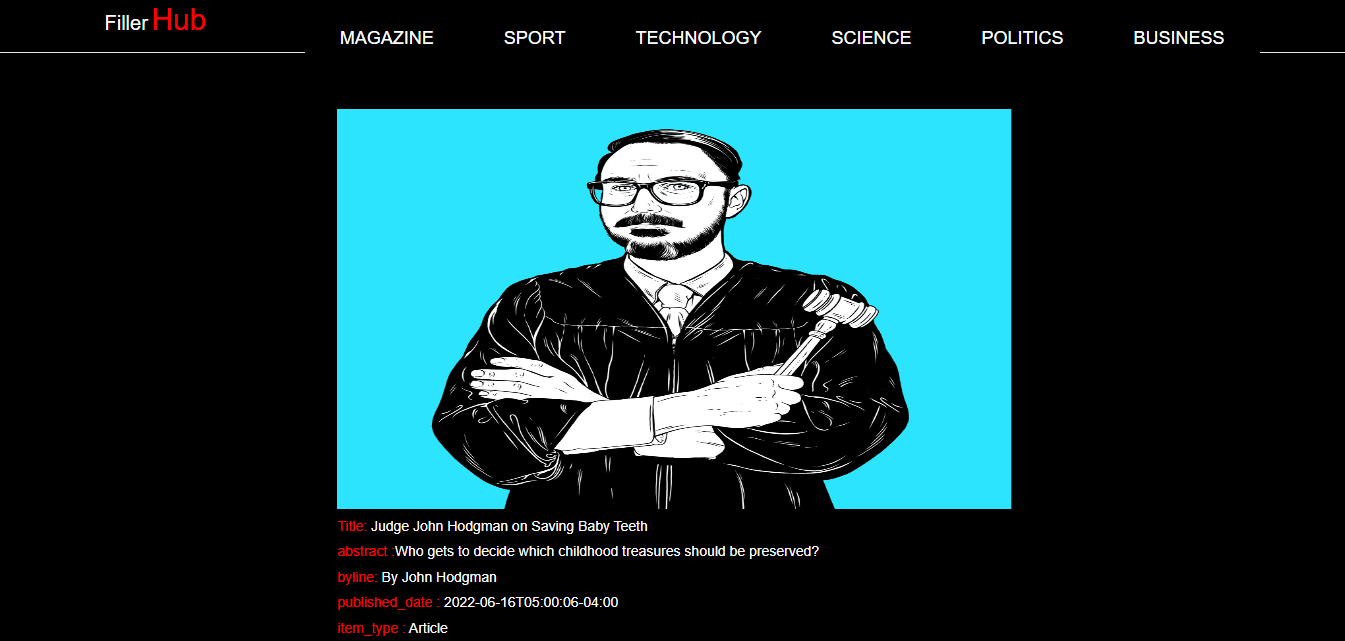 Filler Hub
MAGAZINE SPORT TECHNOLOGY SCIENCE POLITICS BUSINESS
Title: Judge John Hodgman on Saving Baby Teeth
abstract :Who gets to decide which childhood treasures should be preserved?
byline: By John Hodgman
published_date : 2022-06-16T05:00:06-04:00
item_type : Article